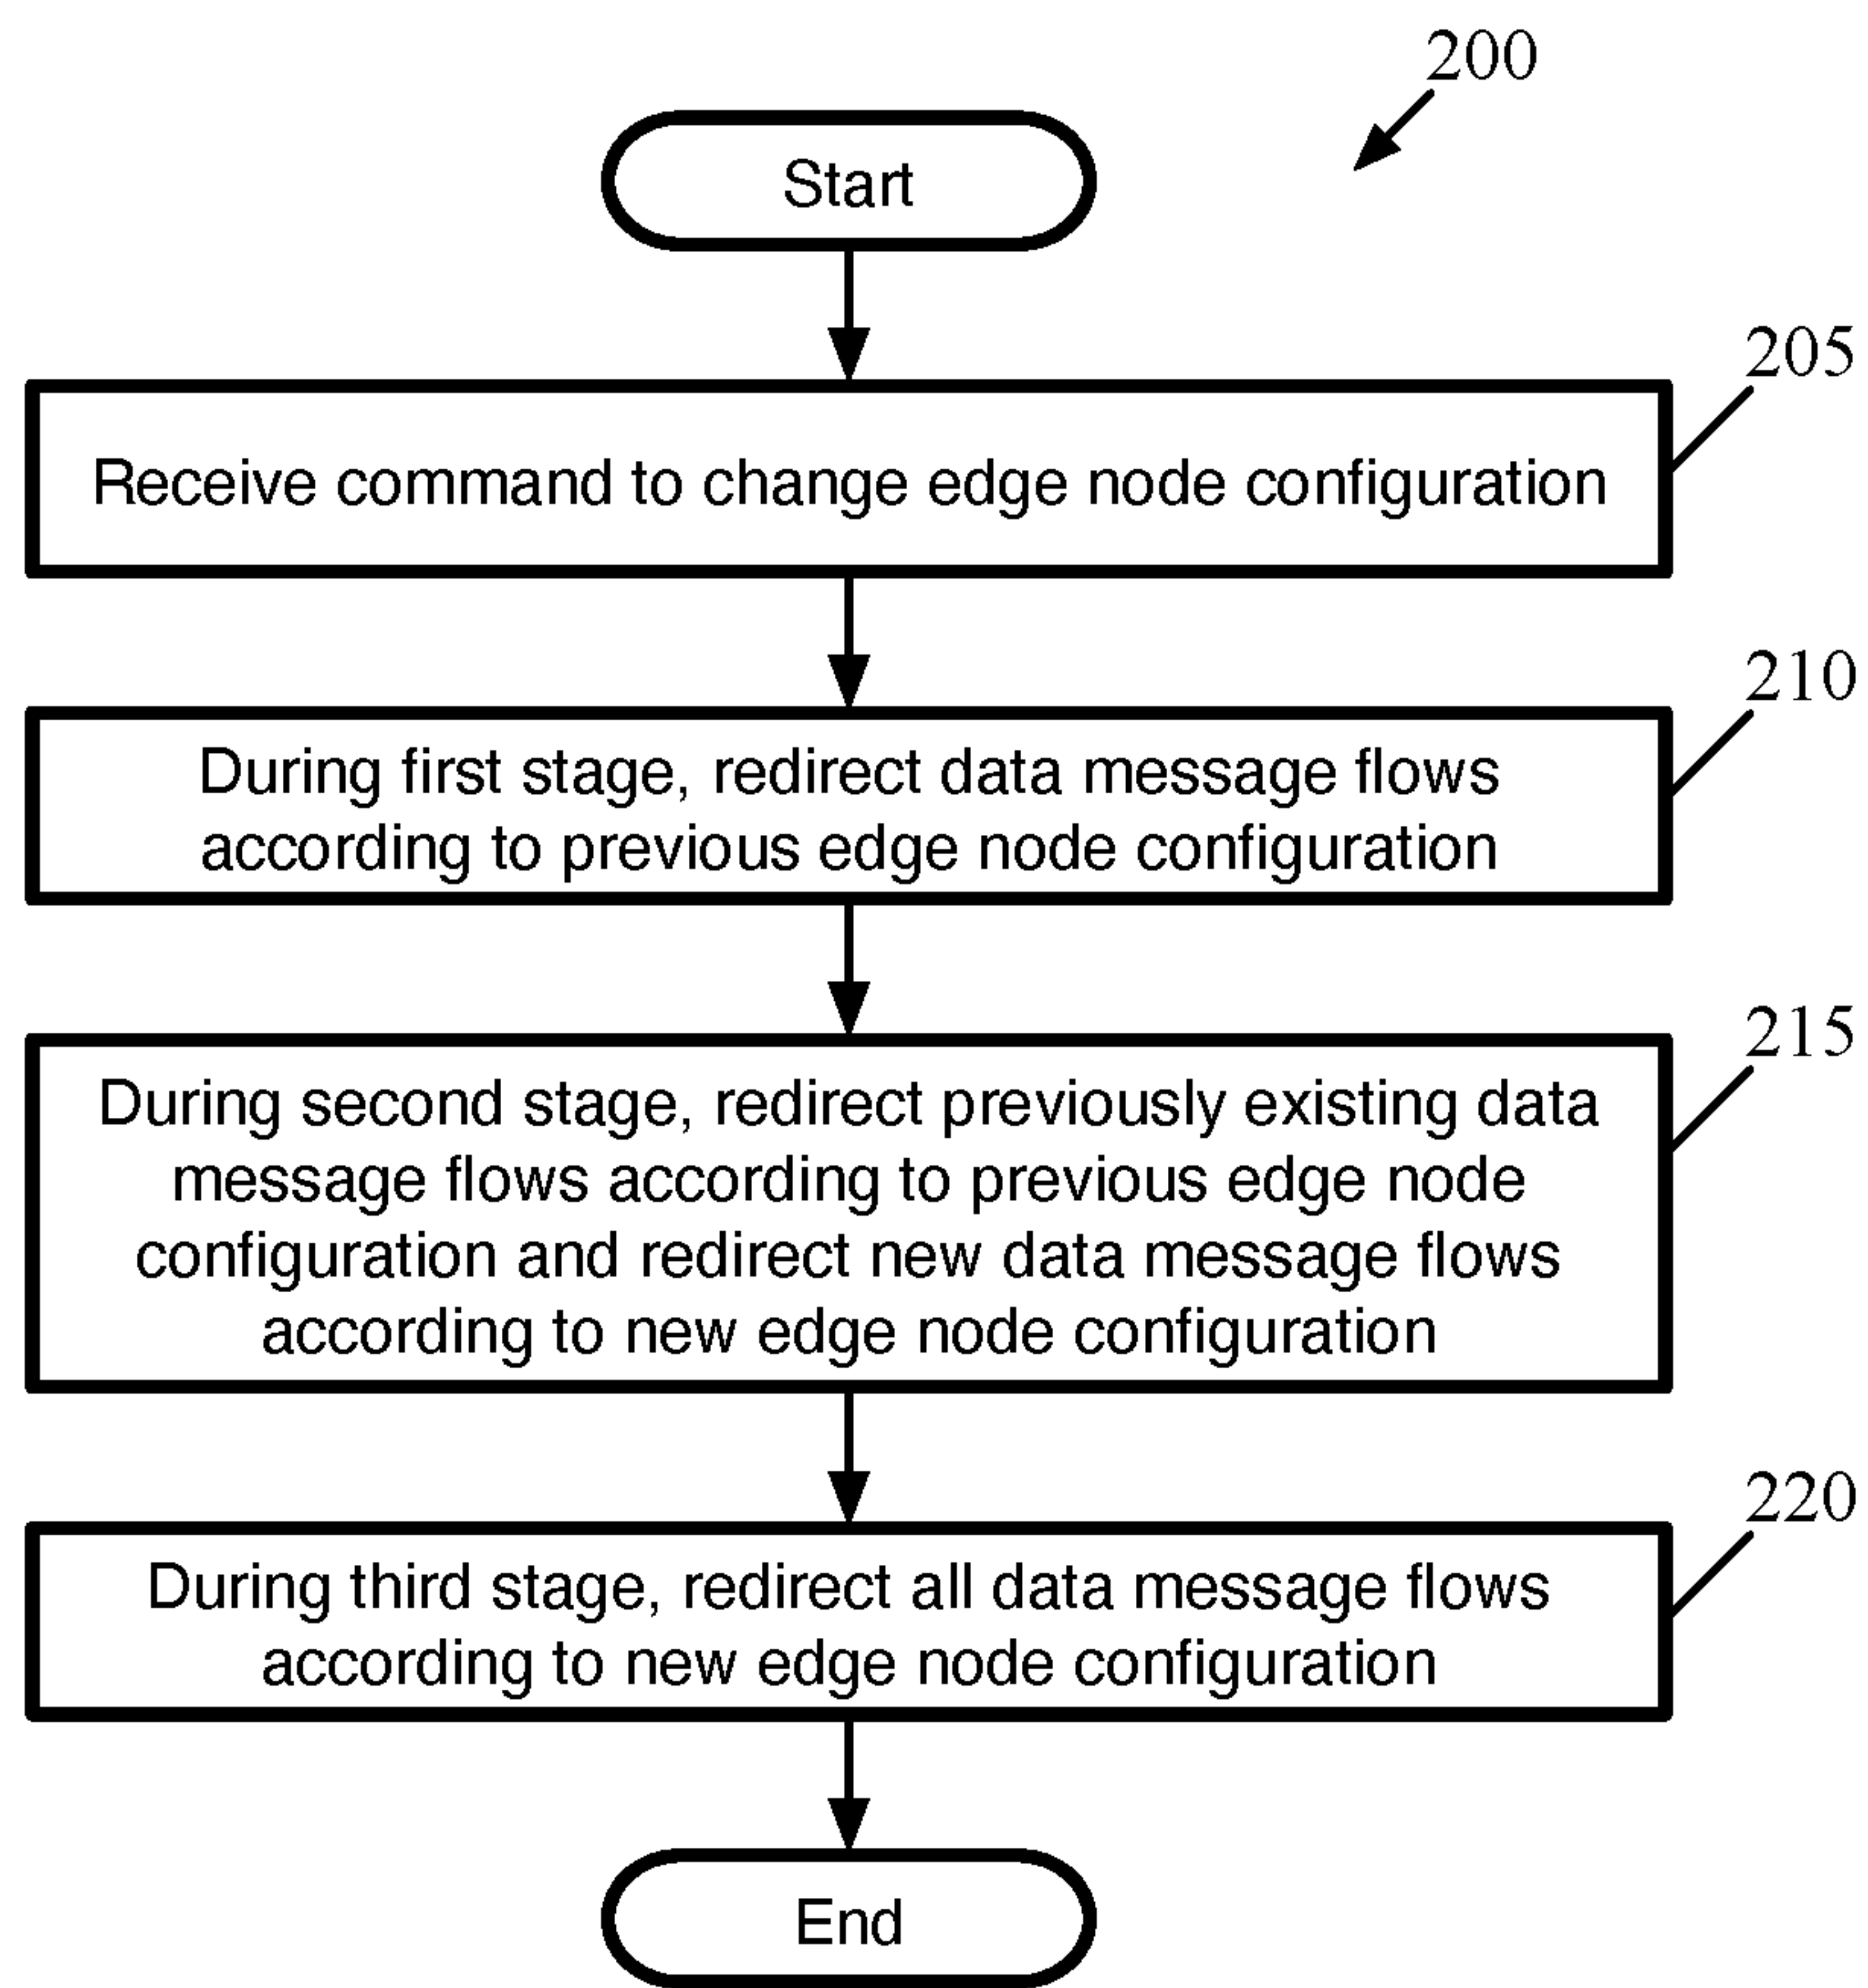 200
Start
205
Receive command to change edge node configuration
210
During first stage, redirect data message flows
according to previous edge node configuration
215
During second stage, redirect previously existing data
message flows according to previous edge node
configuration and redirect new data message flows
according to new edge node configuration
220
During third stage, redirect all data message flows
according to new edge node configuration
End